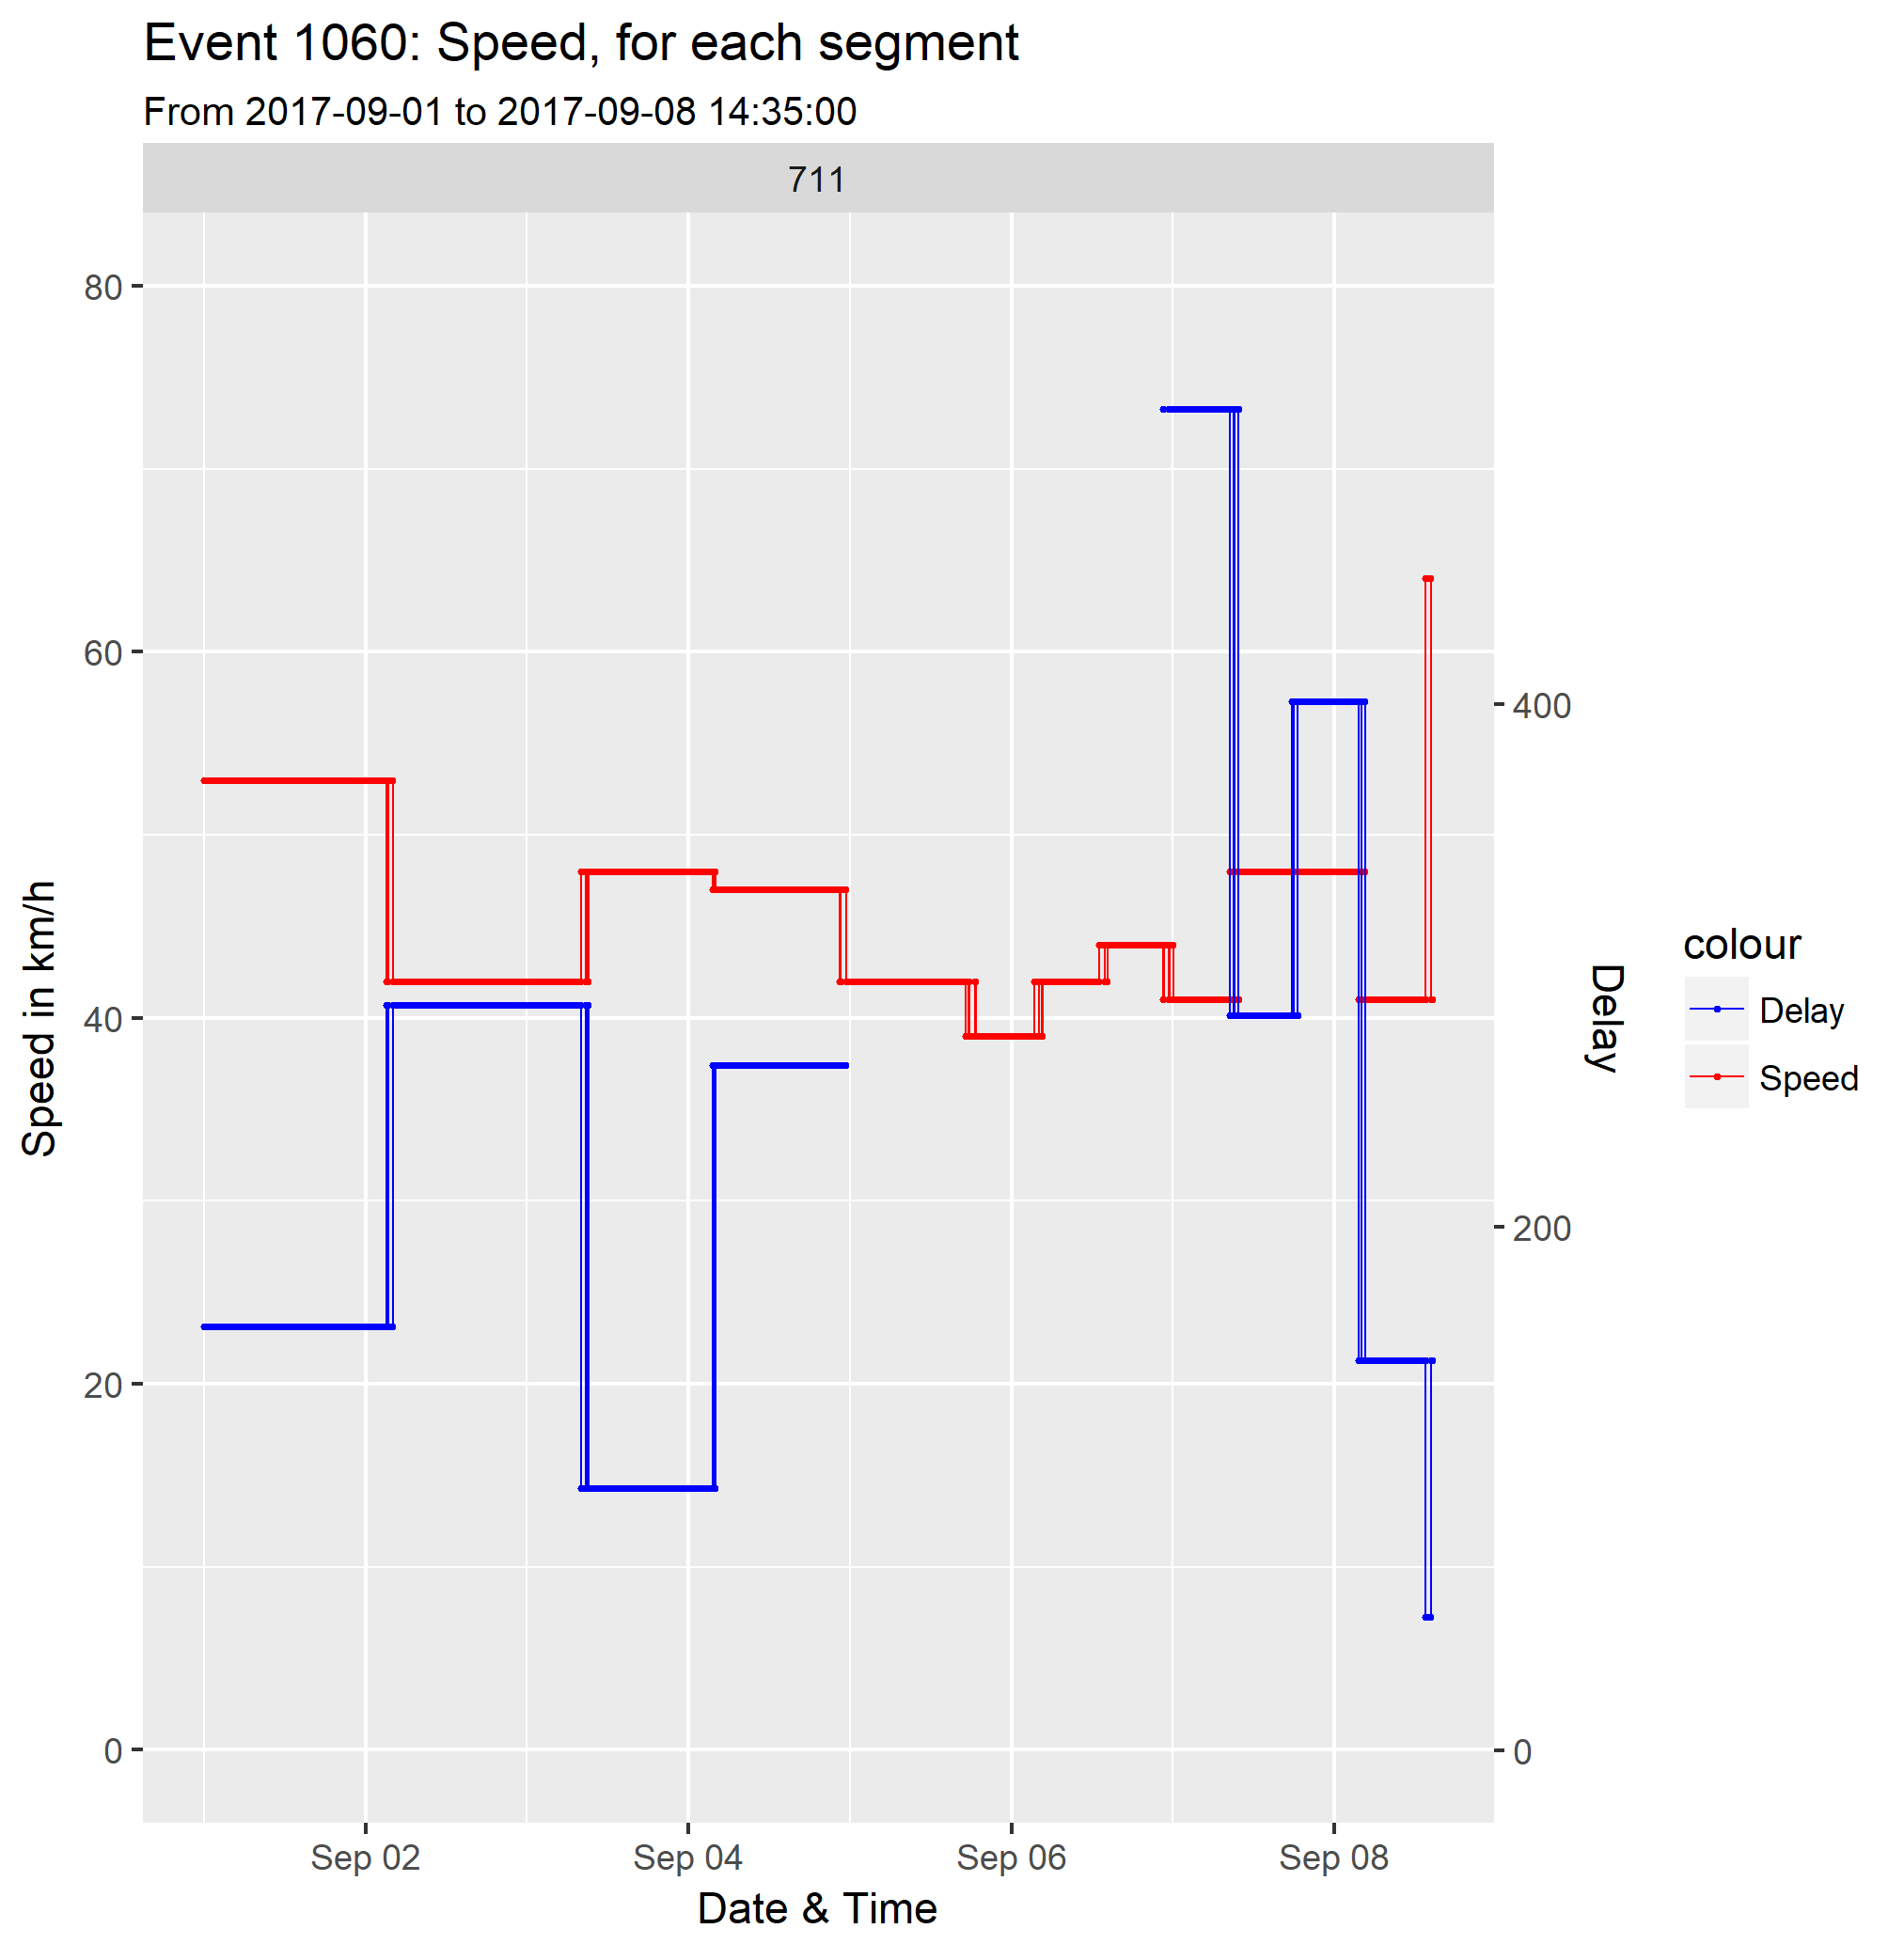 Event 1060: Speed, for each segment
From 2017-09-01 to 2017-09-08 14:35:00
711
80
60
40
20
0
Speed in km/h
400
200
0
Delay
Sep 02
Sep 04
Sep 06
Sep 08
Date & Time
colour
Delay
Speed